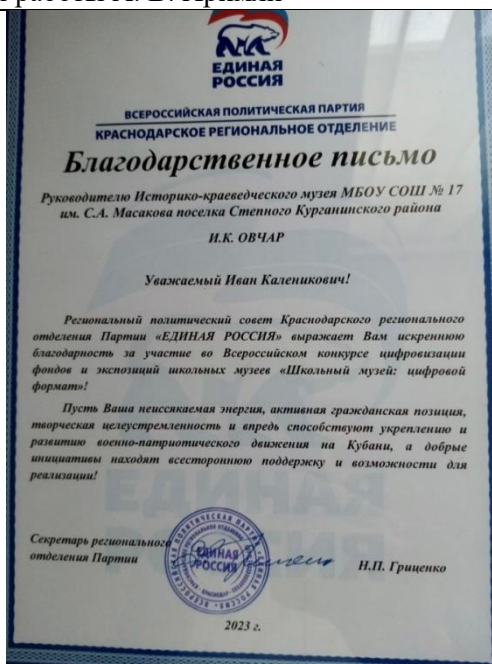 ЕДИНАЯ
РОССИЯ
ВСЕРОССИЙСКАЯ ПОЛИТИЧЕСКАЯ ПАРТИЯ
КРАСНОДАРСКОЕ РЕГИОНАЛЬНОЕ ОТДЕЛЕНИЕ
Благодарственное письмо
Руководителю Историко-краеведческого музея МБОУ СОШ № 17
им. С.А. Масакова поселка Степного Курганинского района
И.К. ОВЧАР
Уважаемый Иван Каленикович!
Региональный политический совет Краснодарского регионального
отделения Партии «ЕДИНАЯ РОССИЯ» выражает Вам искреннюю
благодарность за участие во Всероссийском конкурсе цифровизации
фондов и экспозиций школьных музеев «Школьный музей: цифровой
формат»!
Пусть Ваша неиссякаемая энергия, активная гражданская позиция,
творческая целеустремленность и впредь способствуют укреплению и
развитию военно-патриотического движения на Кубани, а добрые
инициативы находят всестороннюю поддержку и возможности для
реализации!
ЕДИНАЯ
Секретарь регионального
отделения Партии
ЕДИНАЯ
РОССИЯ
Н.П. Гриценко
2023 г.